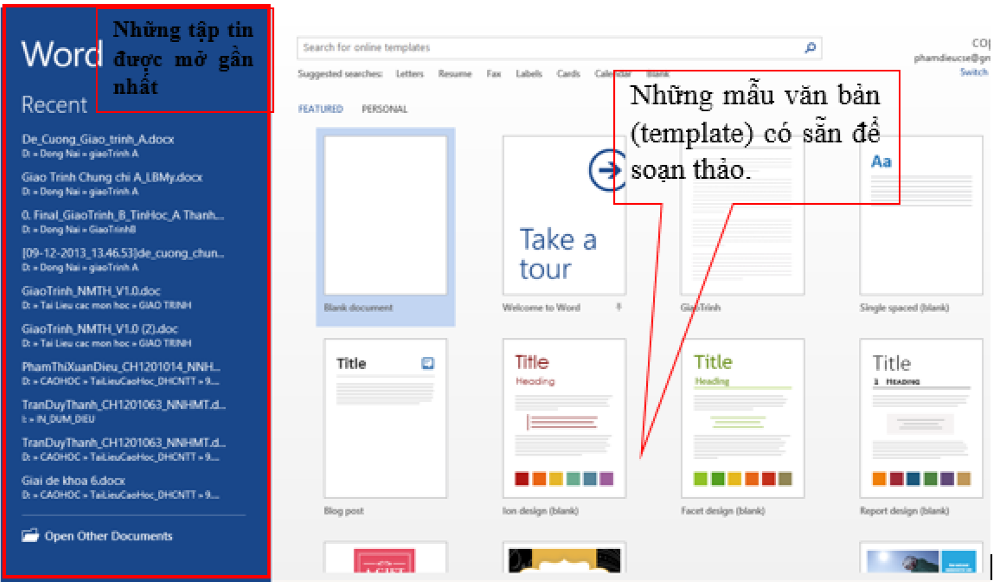 Những tập tin
được mở gần
nhất
Word
Recent
De_Cuong_Giao_trinh_A.docx
D: » Dong Nai » giaoTrinh A
Giao Trinh Chung chi A_LBMy.docx
D: » Dong Nai » giaoTrinh A
0. Final_GiaoTrinh_B_TinHoc_A Thanh...
D: » Dong Nai » GiaoTrinhB
[09-12-2013_13.46.53]de_cuong_chun...
D: » Dong Nai » giaoTrinh A
GiaoTrinh_NMTH_V1.0.doc
D: » Tai Lieu cac mon hoc » GIAO TRINH
GiaoTrinh_NMTH_V1.0 (2).doc
D: » Tai Lieu cac mon hoc » GIAO TRINH
PhamThiXuanDieu_CH1201014_NNH...
D: » CAOHOC » TaiLieuCaoHoc_DHCNTT » 9....
TranDuyThanh_CH1201063_NNHMT.d...
I: » IN_DUM_DIEU
TranDuyThanh_CH1201063_NNHMT.d...
D: » CAOHOC » TaiLieuCaoHoc_DHCNTT » 9....
Giai de khoa 6.docx
D: » CAOHOC » TaiLieuCaoHoc_DHCNTT » 9....
Open Other Documents
Search for online templates
CO
phamdieucse@gm
Switch
Suggested searches: Letters Resume Fax Labels Cards Calendar Blank
FEATURED PERSONAL
Những mẫu văn bản
(template) có sẵn để
soạn thảo.
Take a
tour
Aa
Blank document
Welcome to Word
GiaoTrinh
Single spaced (blank)
Title
Title
Heading
Title
Heading
Title
1 HEADING
Blog post
Ion design (blank)
Facet design (blank)
Report design (blank)
A GIFT